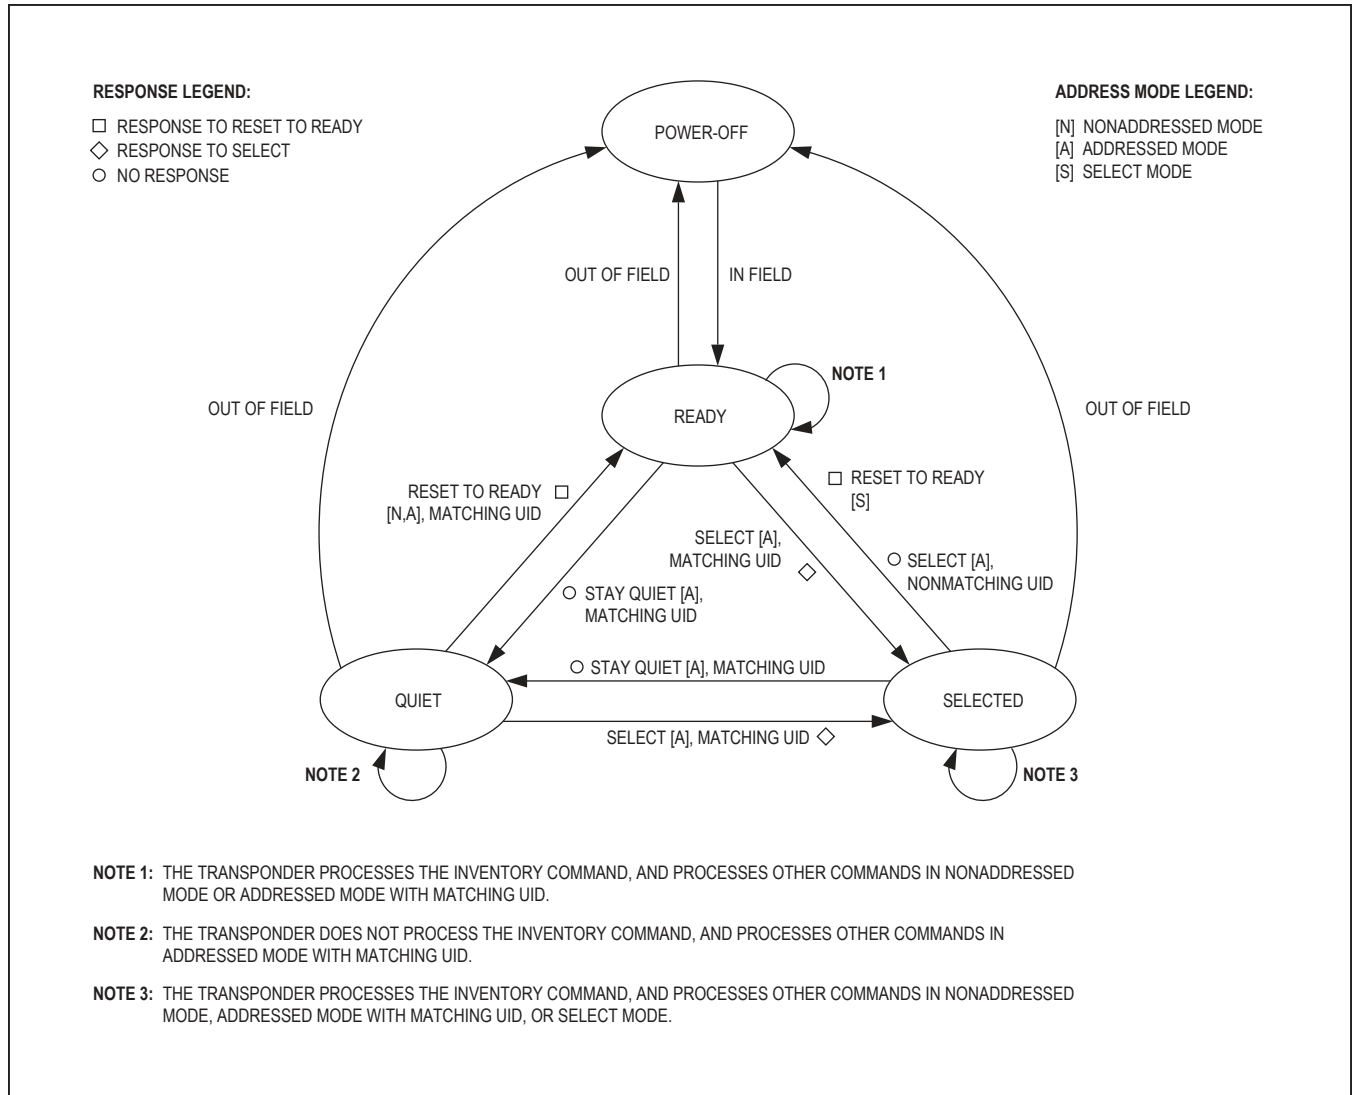 RESPONSE LEGEND:
RESPONSE TO RESET TO READY
RESPONSE TO SELECT
NO RESPONSE
ADDRESS MODE LEGEND:
[N] NONADDRESSED MODE
[A] ADDRESSED MODE
[S] SELECT MODE
POWER-OFF
OUT OF FIELD
IN FIELD
NOTE 1
OUT OF FIELD
OUT OF FIELD
READY
RESET TO READY
[N,A], MATCHING UID
RESET TO READY
[S]
SELECT [A],
MATCHING UID
SELECT [A],
NONMATCHING UID
STAY QUIET [A],
MATCHING UID
STAY QUIET [A], MATCHING UID
QUIET
SELECTED
SELECT [A], MATCHING UID
NOTE 2
NOTE 3
NOTE 1: THE TRANSPONDER PROCESSES THE INVENTORY COMMAND, AND PROCESSES OTHER COMMANDS IN NONADDRESSED
MODE OR ADDRESSED MODE WITH MATCHING UID.
NOTE 2: THE TRANSPONDER DOES NOT PROCESS THE INVENTORY COMMAND, AND PROCESSES OTHER COMMANDS IN
ADDRESSED MODE WITH MATCHING UID.
NOTE 3: THE TRANSPONDER PROCESSES THE INVENTORY COMMAND, AND PROCESSES OTHER COMMANDS IN NONADDRESSED
MODE, ADDRESSED MODE WITH MATCHING UID, OR SELECT MODE.